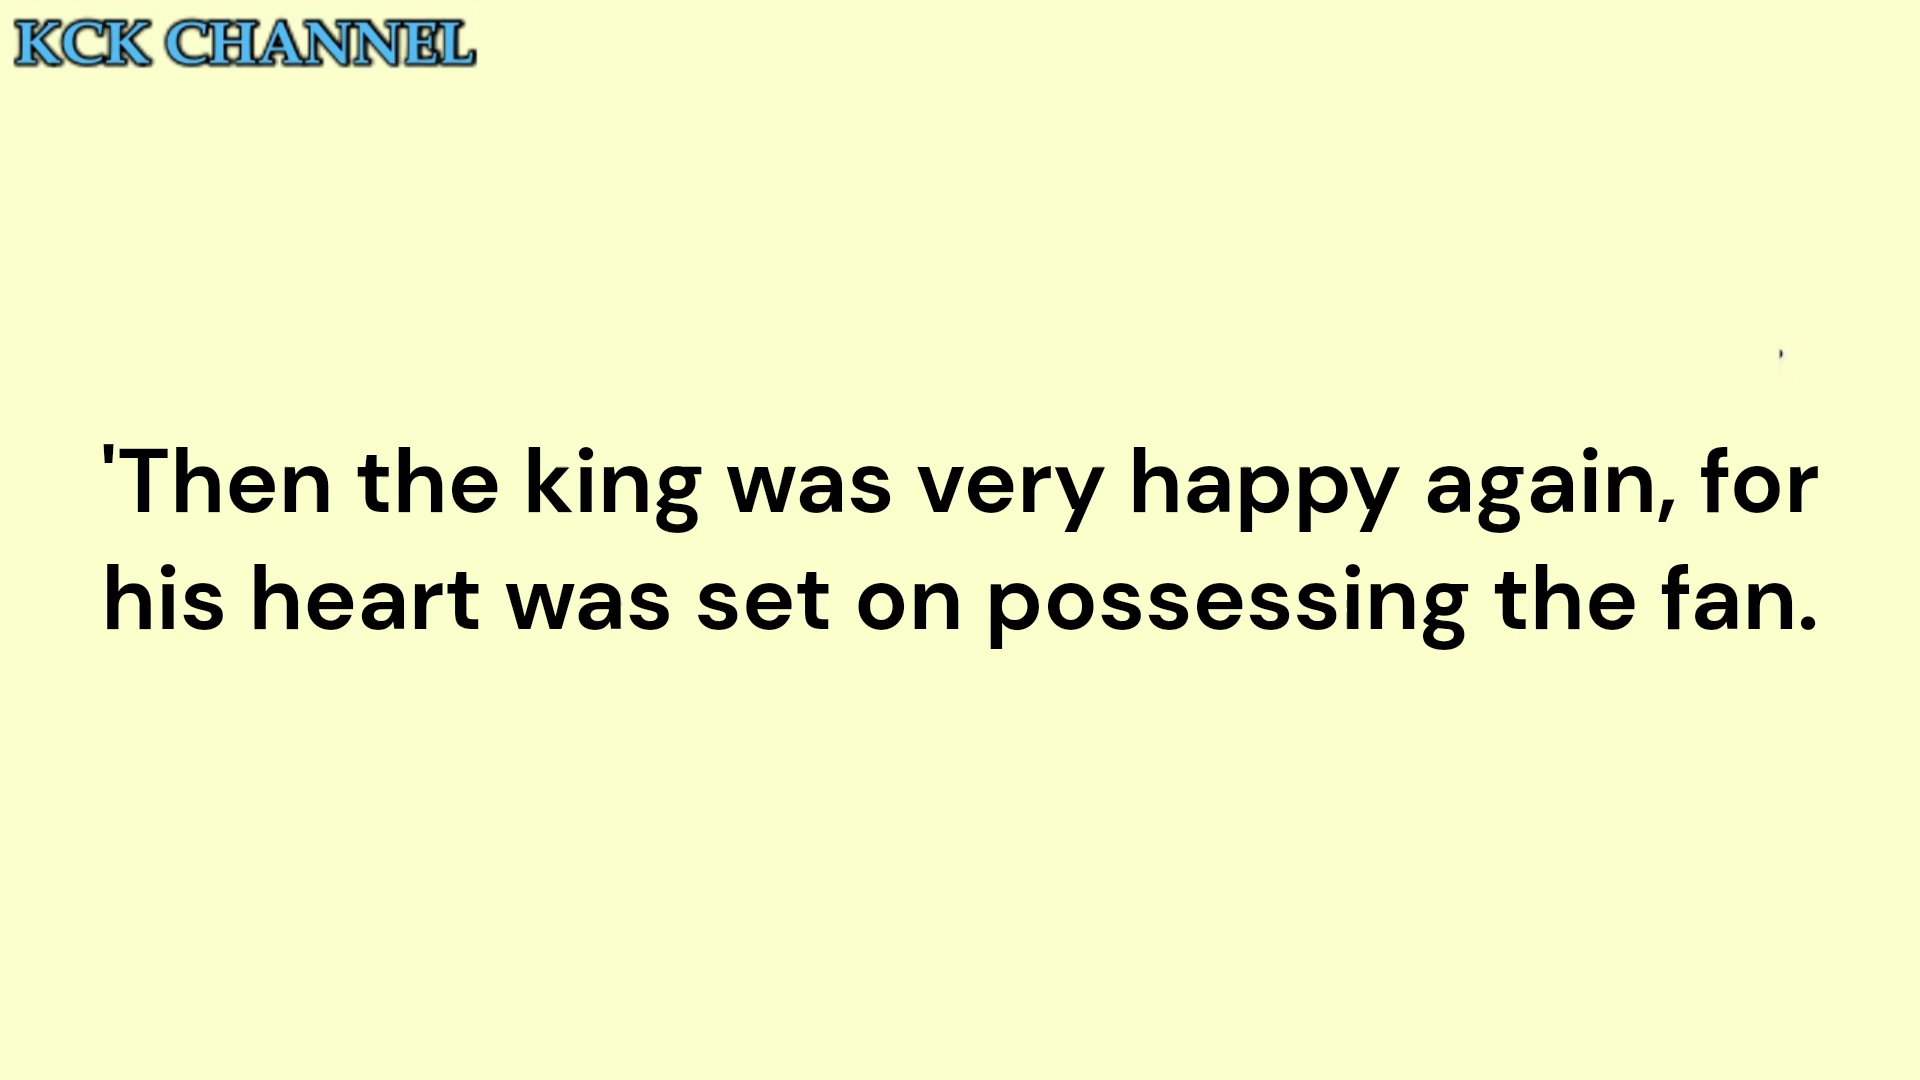 KCK CHANNEL
'Then the king was very happy again, for
his heart was set on possessing the fan.